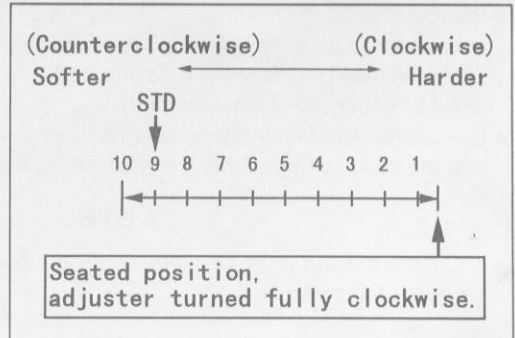 (Counterclockwise) (Clockwise)
Softer Harder
STD
10 8 7 6 5 4 3 2 1
Seated position,
adjuster turned fully clockwise.